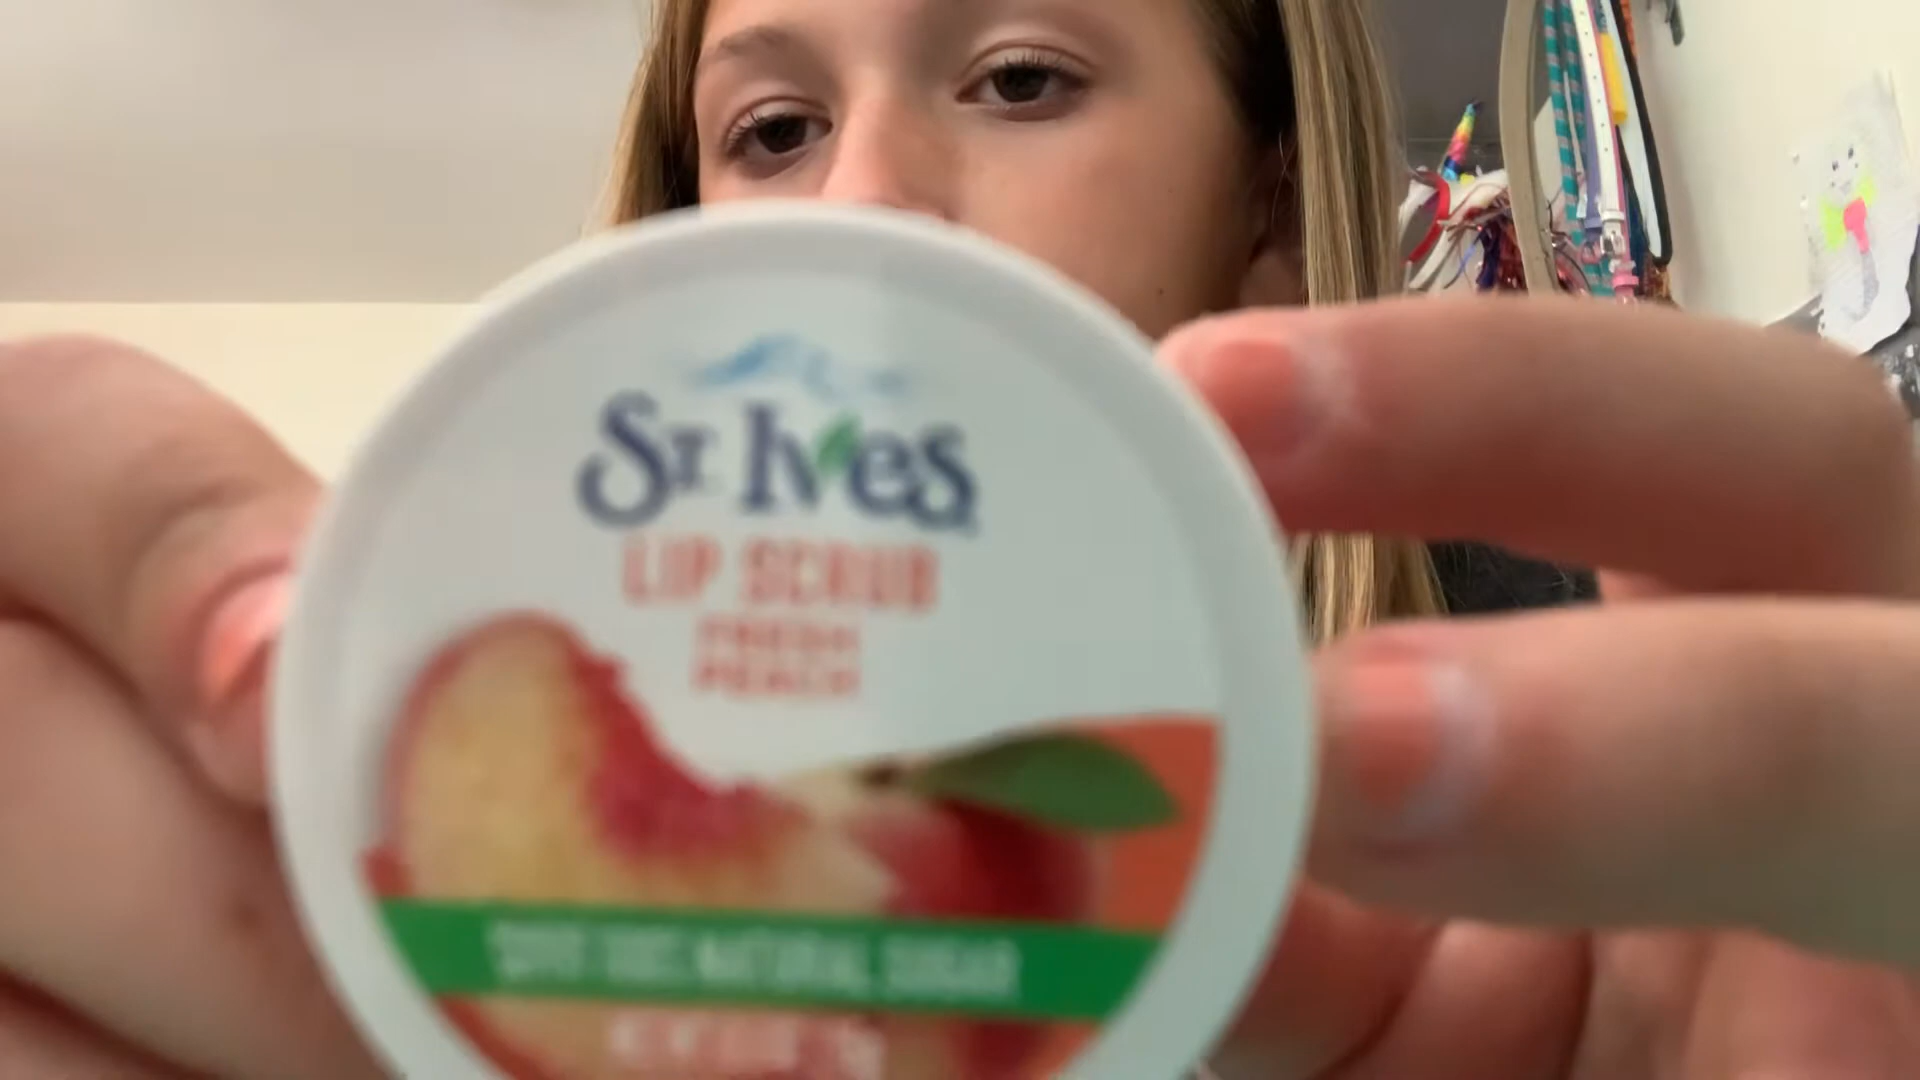 St. Ives
LIP SCRUB
FRESH
PEACH
100% NATURAL SUGAR